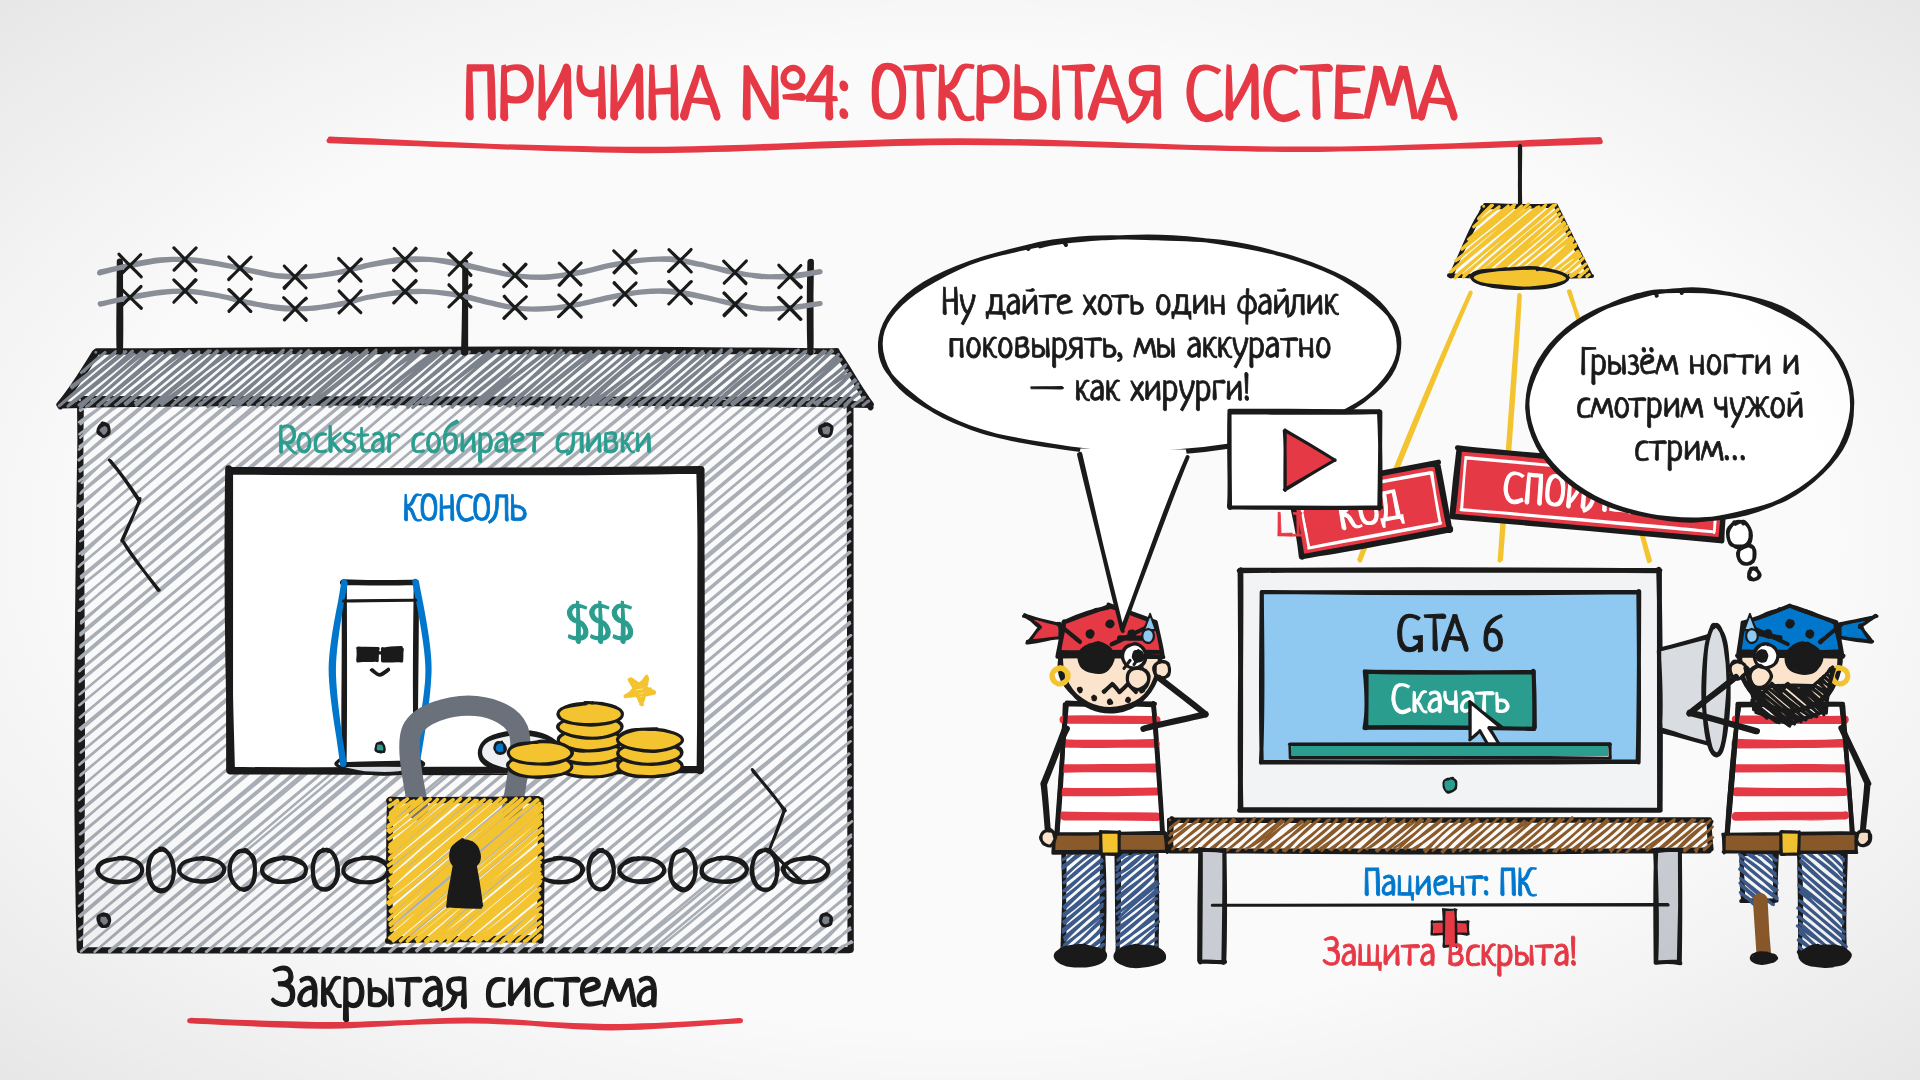 ПРИЧИНА №4: ОТКРЫТАЯ СИСТЕМА
Rockstar собирает сливки
КОНСОЛЬ
$$$
Закрытая система
Ну дайте хоть один файлик
поковырять, мы аккуратно
— как хирурги!
Грызём ногти и
смотрим чужой
стрим...
КОД
GTA 6
Скачать
Пациент: ПК
Защита вскрыта!